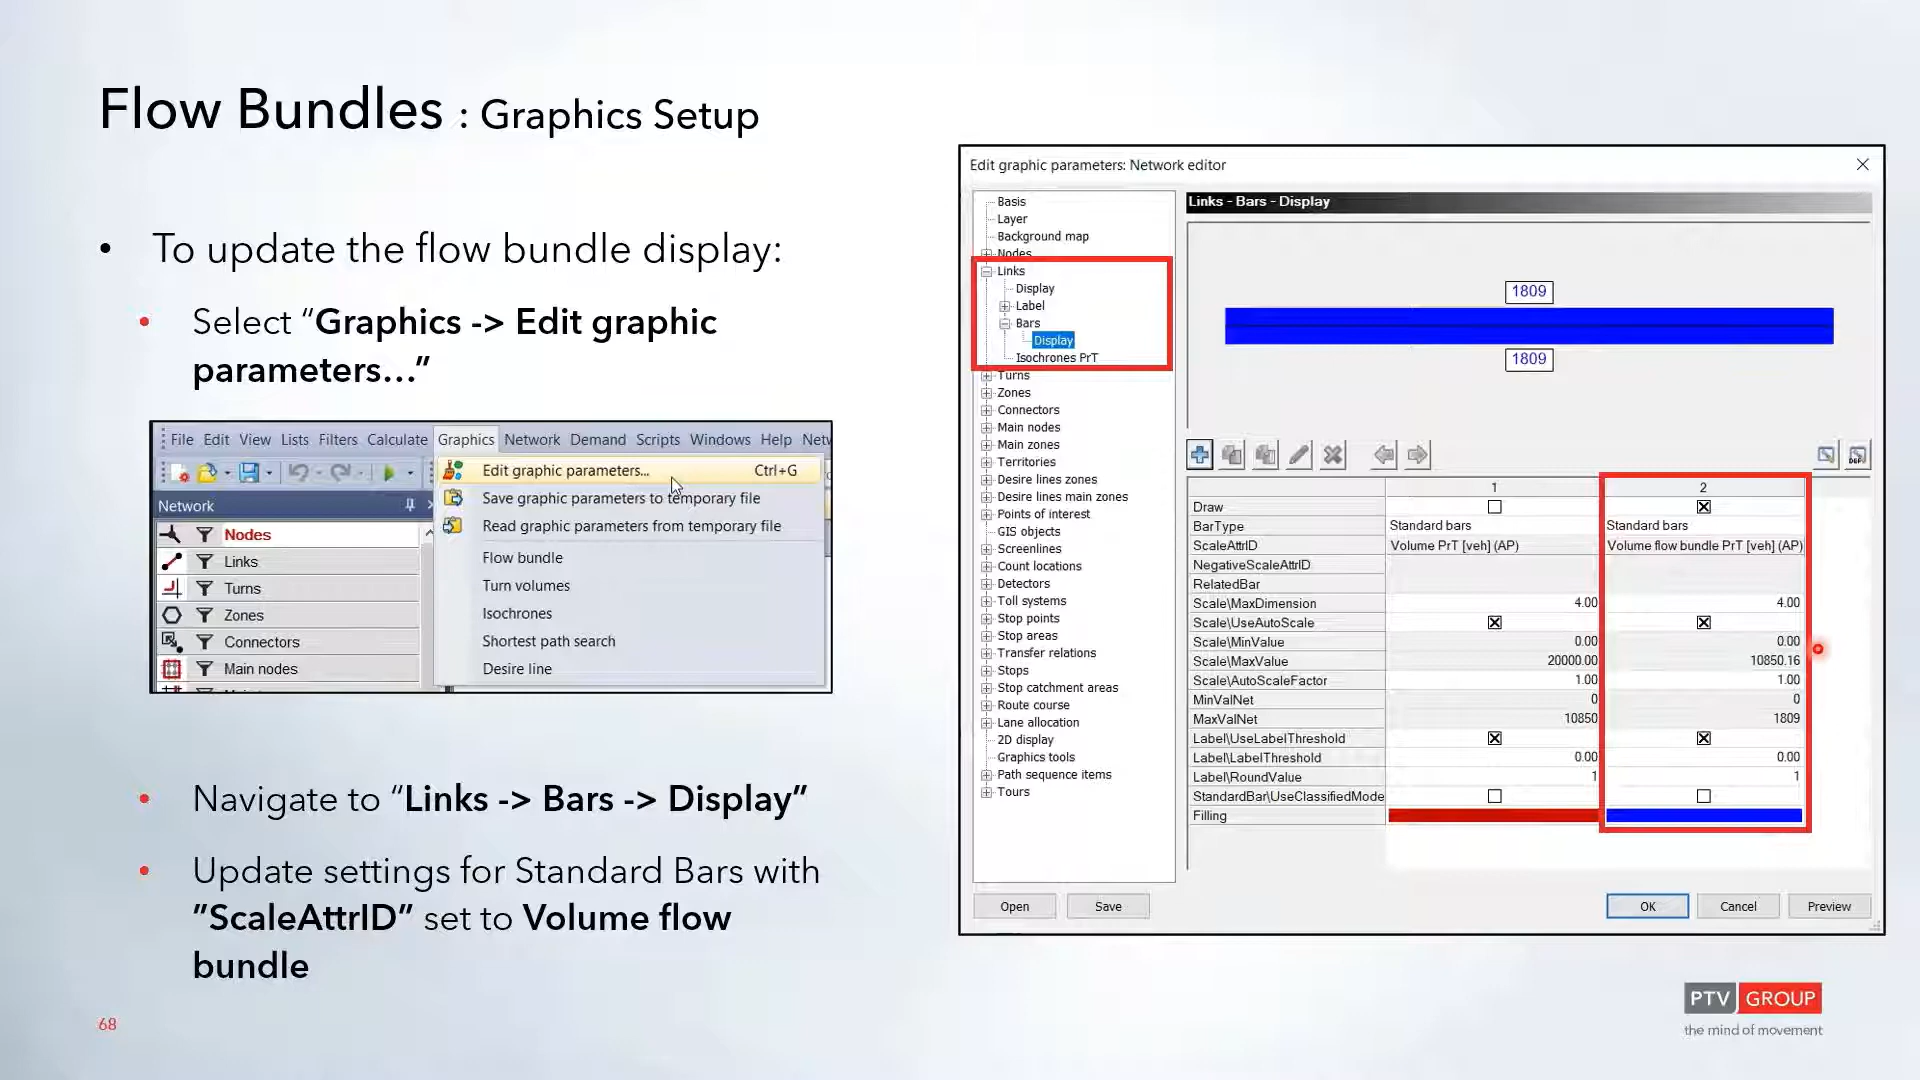 Flow Bundles : Graphics Setup
• To update the flow bundle display:
• Select “Graphics -> Edit graphic
parameters…”
File Edit View Lists Filters Calculate Graphics Network Demand Scripts Windows Help
Edit graphic parameters... Ctrl+G
Save graphic parameters to temporary file
Read graphic parameters from temporary file
Flow bundle
Turn volumes
Isochrones
Shortest path search
Desire line
Network
Nodes
Links
Turns
Zones
Connectors
Main nodes
• Navigate to “Links -> Bars -> Display”
• Update settings for Standard Bars with
”ScaleAttrID” set to Volume flow
bundle
68
Edit graphic parameters: Network editor
Basis
Layer
Background map
Nodes
Links
Display
Label
Bars
Display
Isochrones PrT
Turns
Zones
Connectors
Main nodes
Main zones
Territories
Desire lines zones
Desire lines main zones
Points of interest
GIS objects
Screenlines
Count locations
Detectors
Toll systems
Stop points
Stop areas
Transfer relations
Stops
Stop catchment areas
Route course
Lane allocation
2D display
Graphics tools
Path sequence items
Tours
Links - Bars - Display
1809
1809
1 2
Draw
BarType Standard bars Standard bars
ScaleAttrID Volume PrT [veh] (AP) Volume flow bundle PrT [veh] (AP)
NegativeScaleAttrID
RelatedBar
Scale\MaxDimension 4.00 4.00
Scale\UseAutoScale
Scale\MinValue 0.00 0.00
Scale\MaxValue 20000.00 10850.16
Scale\AutoScaleFactor 1.00 1.00
MinValNet 0 0
MaxValNet 10850 1809
Label\UseLabelThreshold
Label\LabelThreshold 0.00 0.00
Label\RoundValue 1 1
StandardBar\UseClassifiedMode
Filling
Open Save OK Cancel Preview
PTV GROUP
the mind of movement